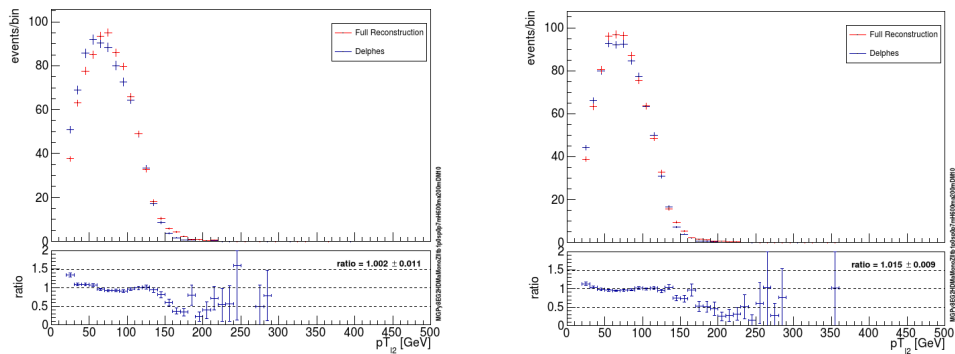 events/bin
100
80
60
40
20
0
Full Reconstruction
Delphes
ratio
2
1.5
1
0.5
0
ratio = 1.002 ± 0.011
0 50 100 150 200 250 300 350 400 450 500
pT_l2 [GeV]
events/bin
100
80
60
40
20
0
Full Reconstruction
Delphes
ratio
2
1.5
1
0.5
0
ratio = 1.015 ± 0.009
0 50 100 150 200 250 300 350 400 450 500
pT_l2 [GeV]